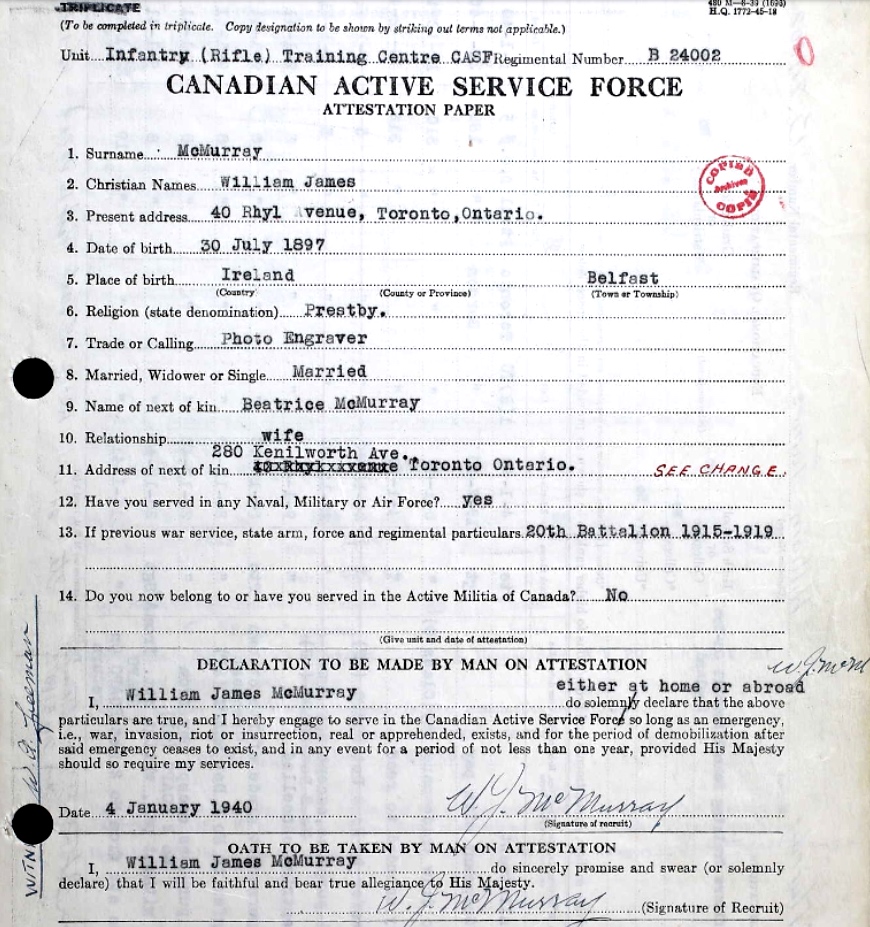 TRIPLICATE
480 M—8-39 (1693)
H.Q. 1772-45-18
(To be completed in triplicate. Copy designation to be shown by striking out terms not applicable.)
Unit Infantry (Rifle) Training Centre CASF Regimental Number B 24002
CANADIAN ACTIVE SERVICE FORCE
ATTESTATION PAPER
1. Surname McMurray
COPIED
archives
COPIE
2. Christian Names William James
3. Present address 40 Rhyl Avenue, Toronto, Ontario.
4. Date of birth 30 July 1897
5. Place of birth Ireland Belfast
(Country) (County or Province) (Town or Township)
6. Religion (state denomination) Prestby.
7. Trade or Calling Photo Engraver
8. Married, Widower or Single Married
9. Name of next of kin Beatrice McMurray
10. Relationship wife
280 Kenilworth Ave.
11. Address of next of kin Toronto Ontario. SEE CHANGE.
12. Have you served in any Naval, Military or Air Force? yes
13. If previous war service, state arm, force and regimental particulars 20th Battalion 1915-1919
14. Do you now belong to or have you served in the Active Militia of Canada? No
(Give unit and date of attestation)
DECLARATION TO BE MADE BY MAN ON ATTESTATION
W.J.McM
either at home or abroad
I, William James McMurray do solemnly declare that the above
particulars are true, and I hereby engage to serve in the Canadian Active Service Force so long as an emergency,
i.e., war, invasion, riot or insurrection, real or apprehended, exists, and for the period of demobilization after
said emergency ceases to exist, and in any event for a period of not less than one year, provided His Majesty
should so require my services.
Date 4 January 1940 W. J. McMurray
(Signature of recruit)
OATH TO BE TAKEN BY MAN ON ATTESTATION
I, William James McMurray do sincerely promise and swear (or solemnly
declare) that I will be faithful and bear true allegiance to His Majesty.
W. J. McMurray (Signature of Recruit)